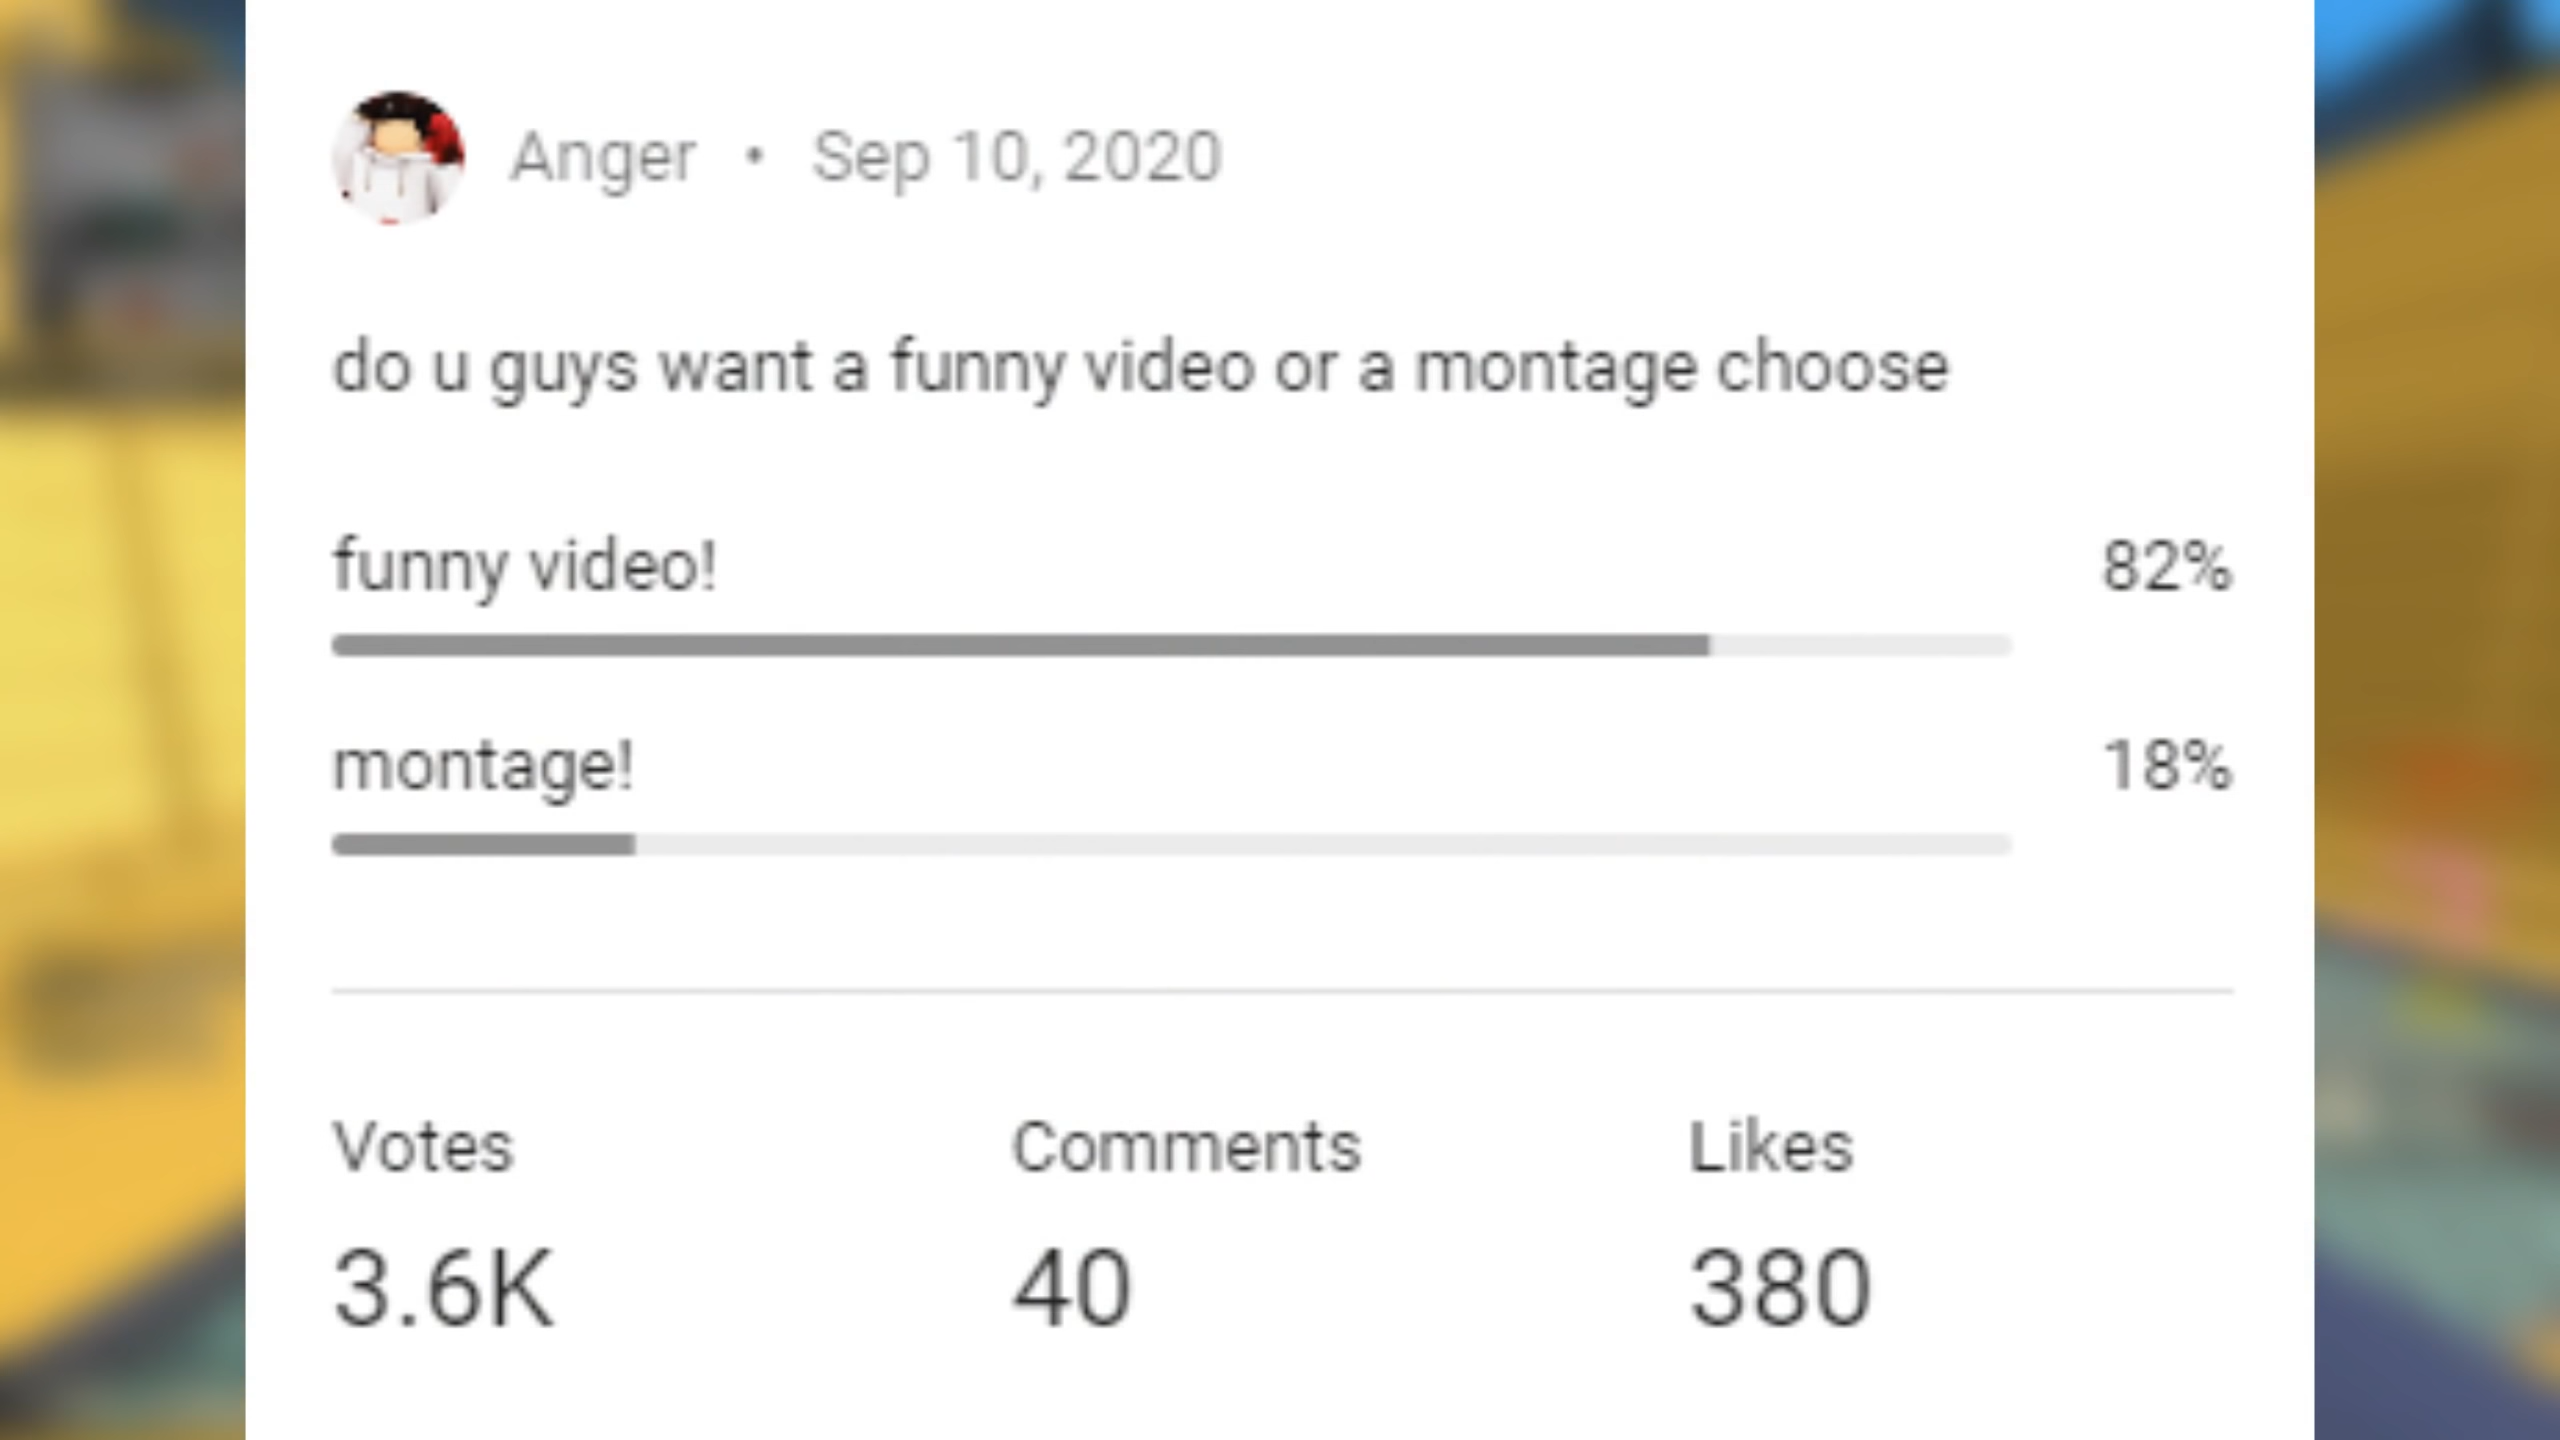 Anger • Sep 10, 2020
do u guys want a funny video or a montage choose
funny video! 82%
montage! 18%
Votes Comments Likes
3.6K 40 380